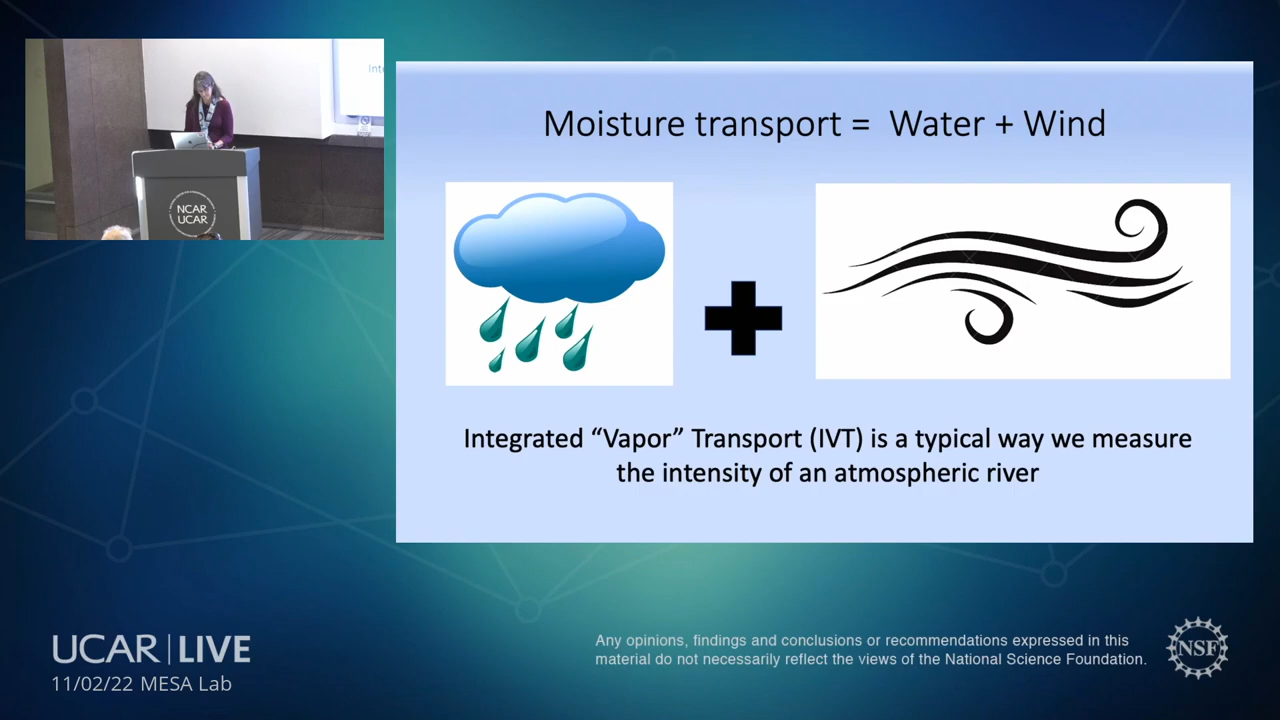 Inte
NCAR
UCAR
Moisture transport = Water + Wind
Integrated “Vapor” Transport (IVT) is a typical way we measure
the intensity of an atmospheric river
UCAR | LIVE
11/02/22 MESA Lab
Any opinions, findings and conclusions or recommendations expressed in this
material do not necessarily reflect the views of the National Science Foundation.
NSF